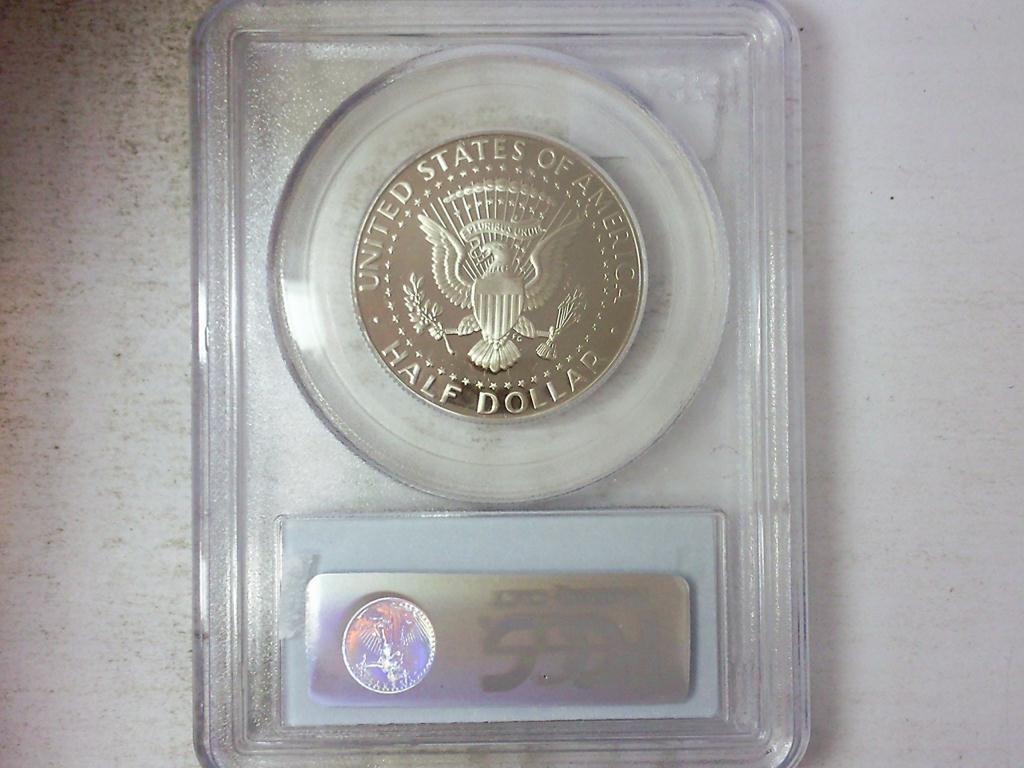 UNITED STATES OF AMERICA
PLURIBUS UNUM
HALF DOLLAR